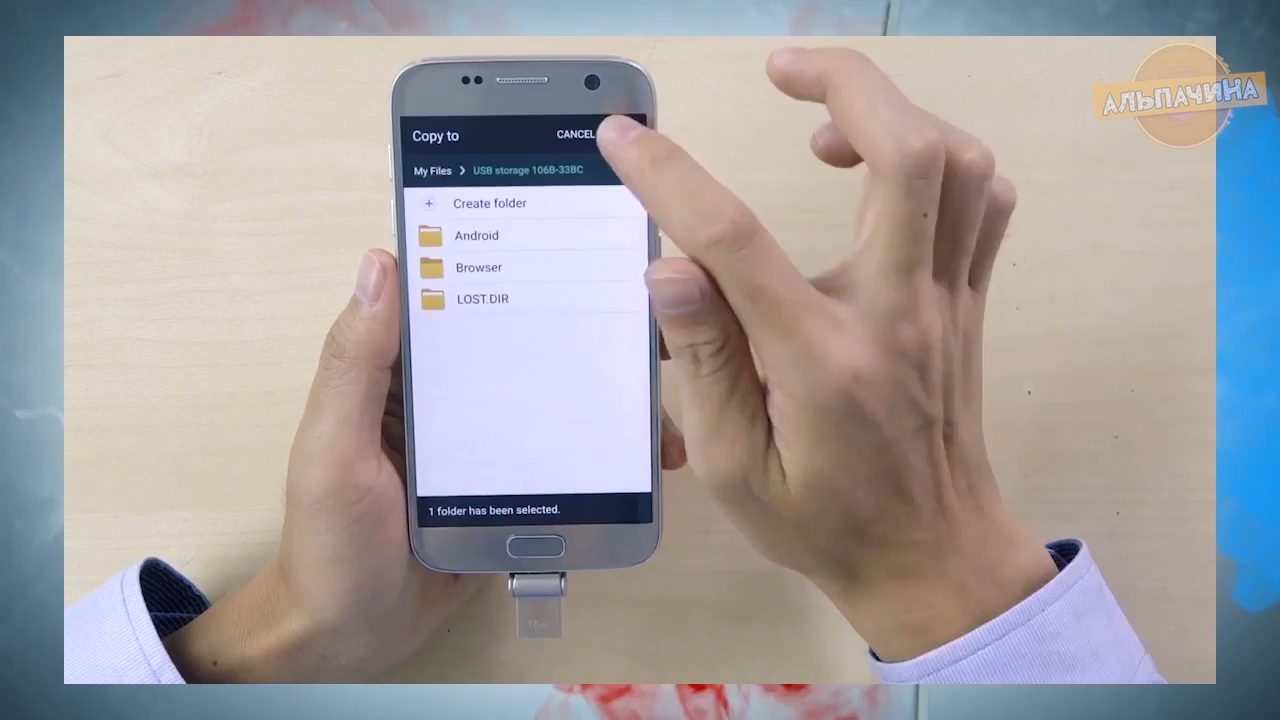 АЛЬПАЧИНА
Copy to
CANCEL
My Files > USB storage 106B-33BC
+ Create folder
Android
Browser
LOST.DIR
1 folder has been selected.